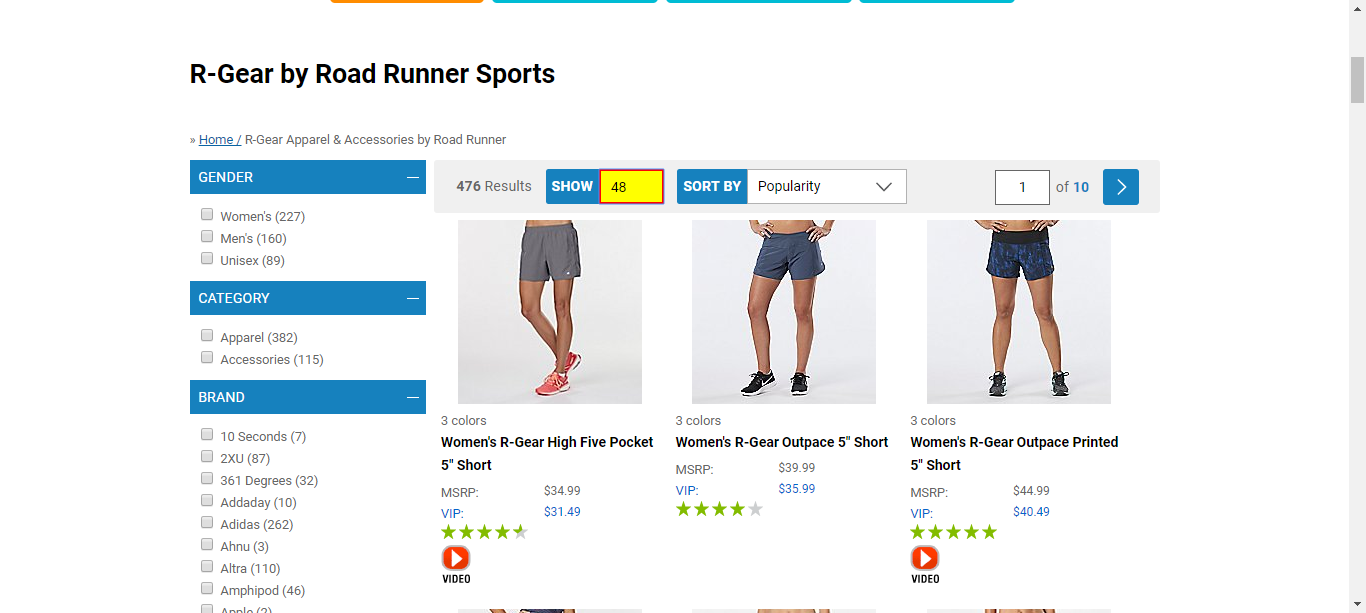 R-Gear by Road Runner Sports
» Home / R-Gear Apparel & Accessories by Road Runner
GENDER
Women's (227)
Men's (160)
Unisex (89)
CATEGORY
Apparel (382)
Accessories (115)
BRAND
10 Seconds (7)
2XU (87)
361 Degrees (32)
Addaday (10)
Adidas (262)
Ahnu (3)
Altra (110)
Amphipod (46)
Apple (2)
476 Results SHOW 48 SORT BY Popularity 1 of 10
3 colors
Women's R-Gear High Five Pocket
5" Short
MSRP: $34.99
VIP: $31.49
VIDEO
3 colors
Women's R-Gear Outpace 5" Short
MSRP: $39.99
VIP: $35.99
3 colors
Women's R-Gear Outpace Printed
5" Short
MSRP: $44.99
VIP: $40.49
VIDEO